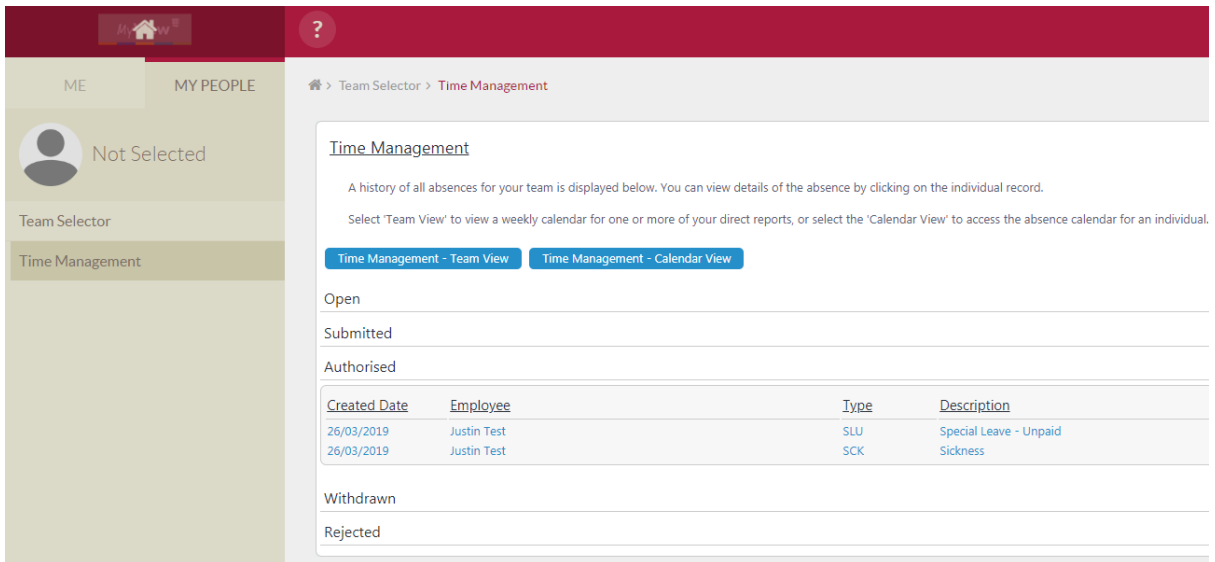 ?
ME MY PEOPLE
Not Selected
Team Selector
Time Management
Team Selector > Time Management
Time Management
A history of all absences for your team is displayed below. You can view details of the absence by clicking on the individual record.
Select 'Team View' to view a weekly calendar for one or more of your direct reports, or select the 'Calendar View' to access the absence calendar for an individual.
Time Management - Team View Time Management - Calendar View
Open
Submitted
Authorised
Created Date Employee Type Description
26/03/2019 Justin Test SLU Special Leave - Unpaid
26/03/2019 Justin Test SCK Sickness
Withdrawn
Rejected